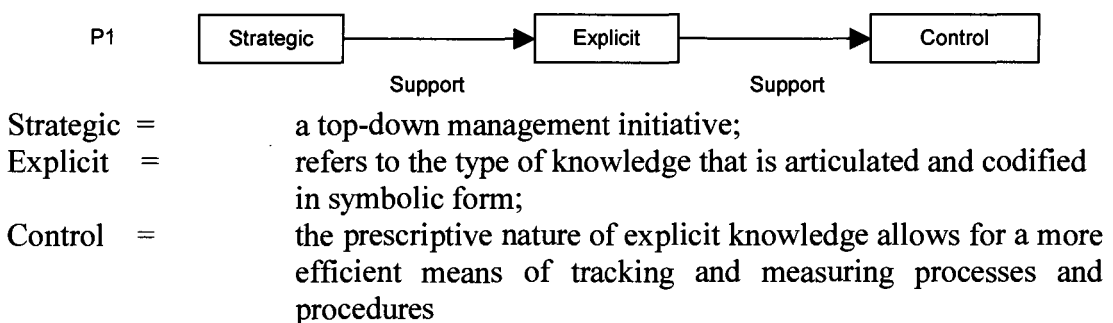 P1 Strategic Explicit Control
Support Support
Strategic = a top-down management initiative;
Explicit = refers to the type of knowledge that is articulated and codified
in symbolic form;
Control = the prescriptive nature of explicit knowledge allows for a more
efficient means of tracking and measuring processes and
procedures